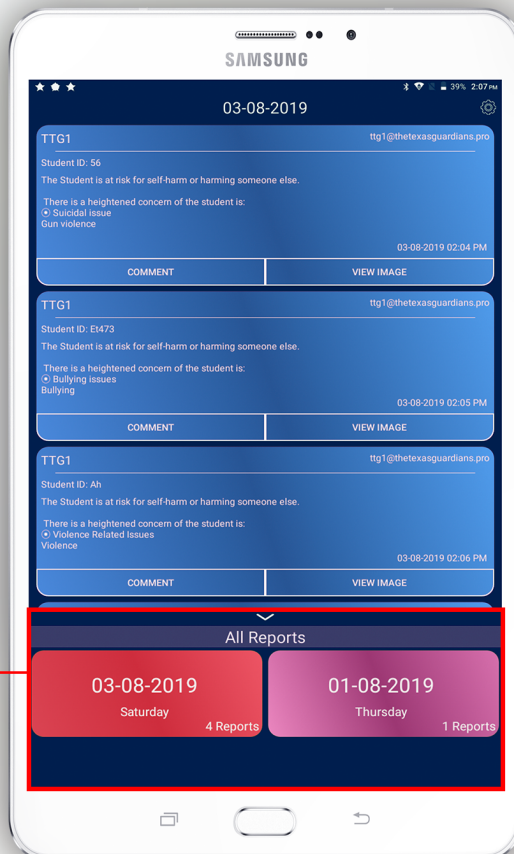 SAMSUNG
39% 2:07 PM
03-08-2019
TTG1
ttg1@thetexasguardians.pro
Student ID: 56
The Student is at risk for self-harm or harming someone else.
There is a heightened concern of the student is:
Suicidal issue
Gun violence
03-08-2019 02:04 PM
COMMENT
VIEW IMAGE
TTG1
ttg1@thetexasguardians.pro
Student ID: Et473
The Student is at risk for self-harm or harming someone else.
There is a heightened concern of the student is:
Bullying issues
Bullying
03-08-2019 02:05 PM
COMMENT
VIEW IMAGE
TTG1
ttg1@thetexasguardians.pro
Student ID: Ah
The Student is at risk for self-harm or harming someone else.
There is a heightened concern of the student is:
Violence Related Issues
Violence
03-08-2019 02:06 PM
COMMENT
VIEW IMAGE
All Reports
03-08-2019
Saturday
4 Reports
01-08-2019
Thursday
1 Reports